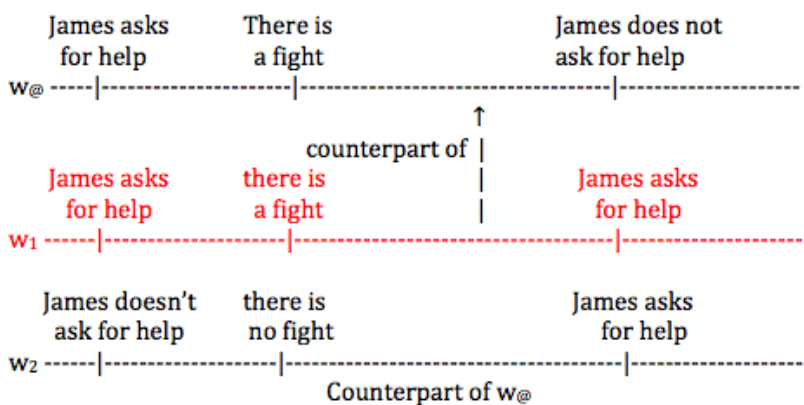 James asks There is James does not
for help a fight ask for help
w@ -----|--------------------|---------------------------------|-------------------
↑
counterpart of |
James asks there is | James asks
for help a fight | for help
w1 ------|-------------------|----------------------------------|-------------------
James doesn't there is James asks
ask for help no fight for help
w2 ------|------------------|------------------------------------|------------------
Counterpart of w@